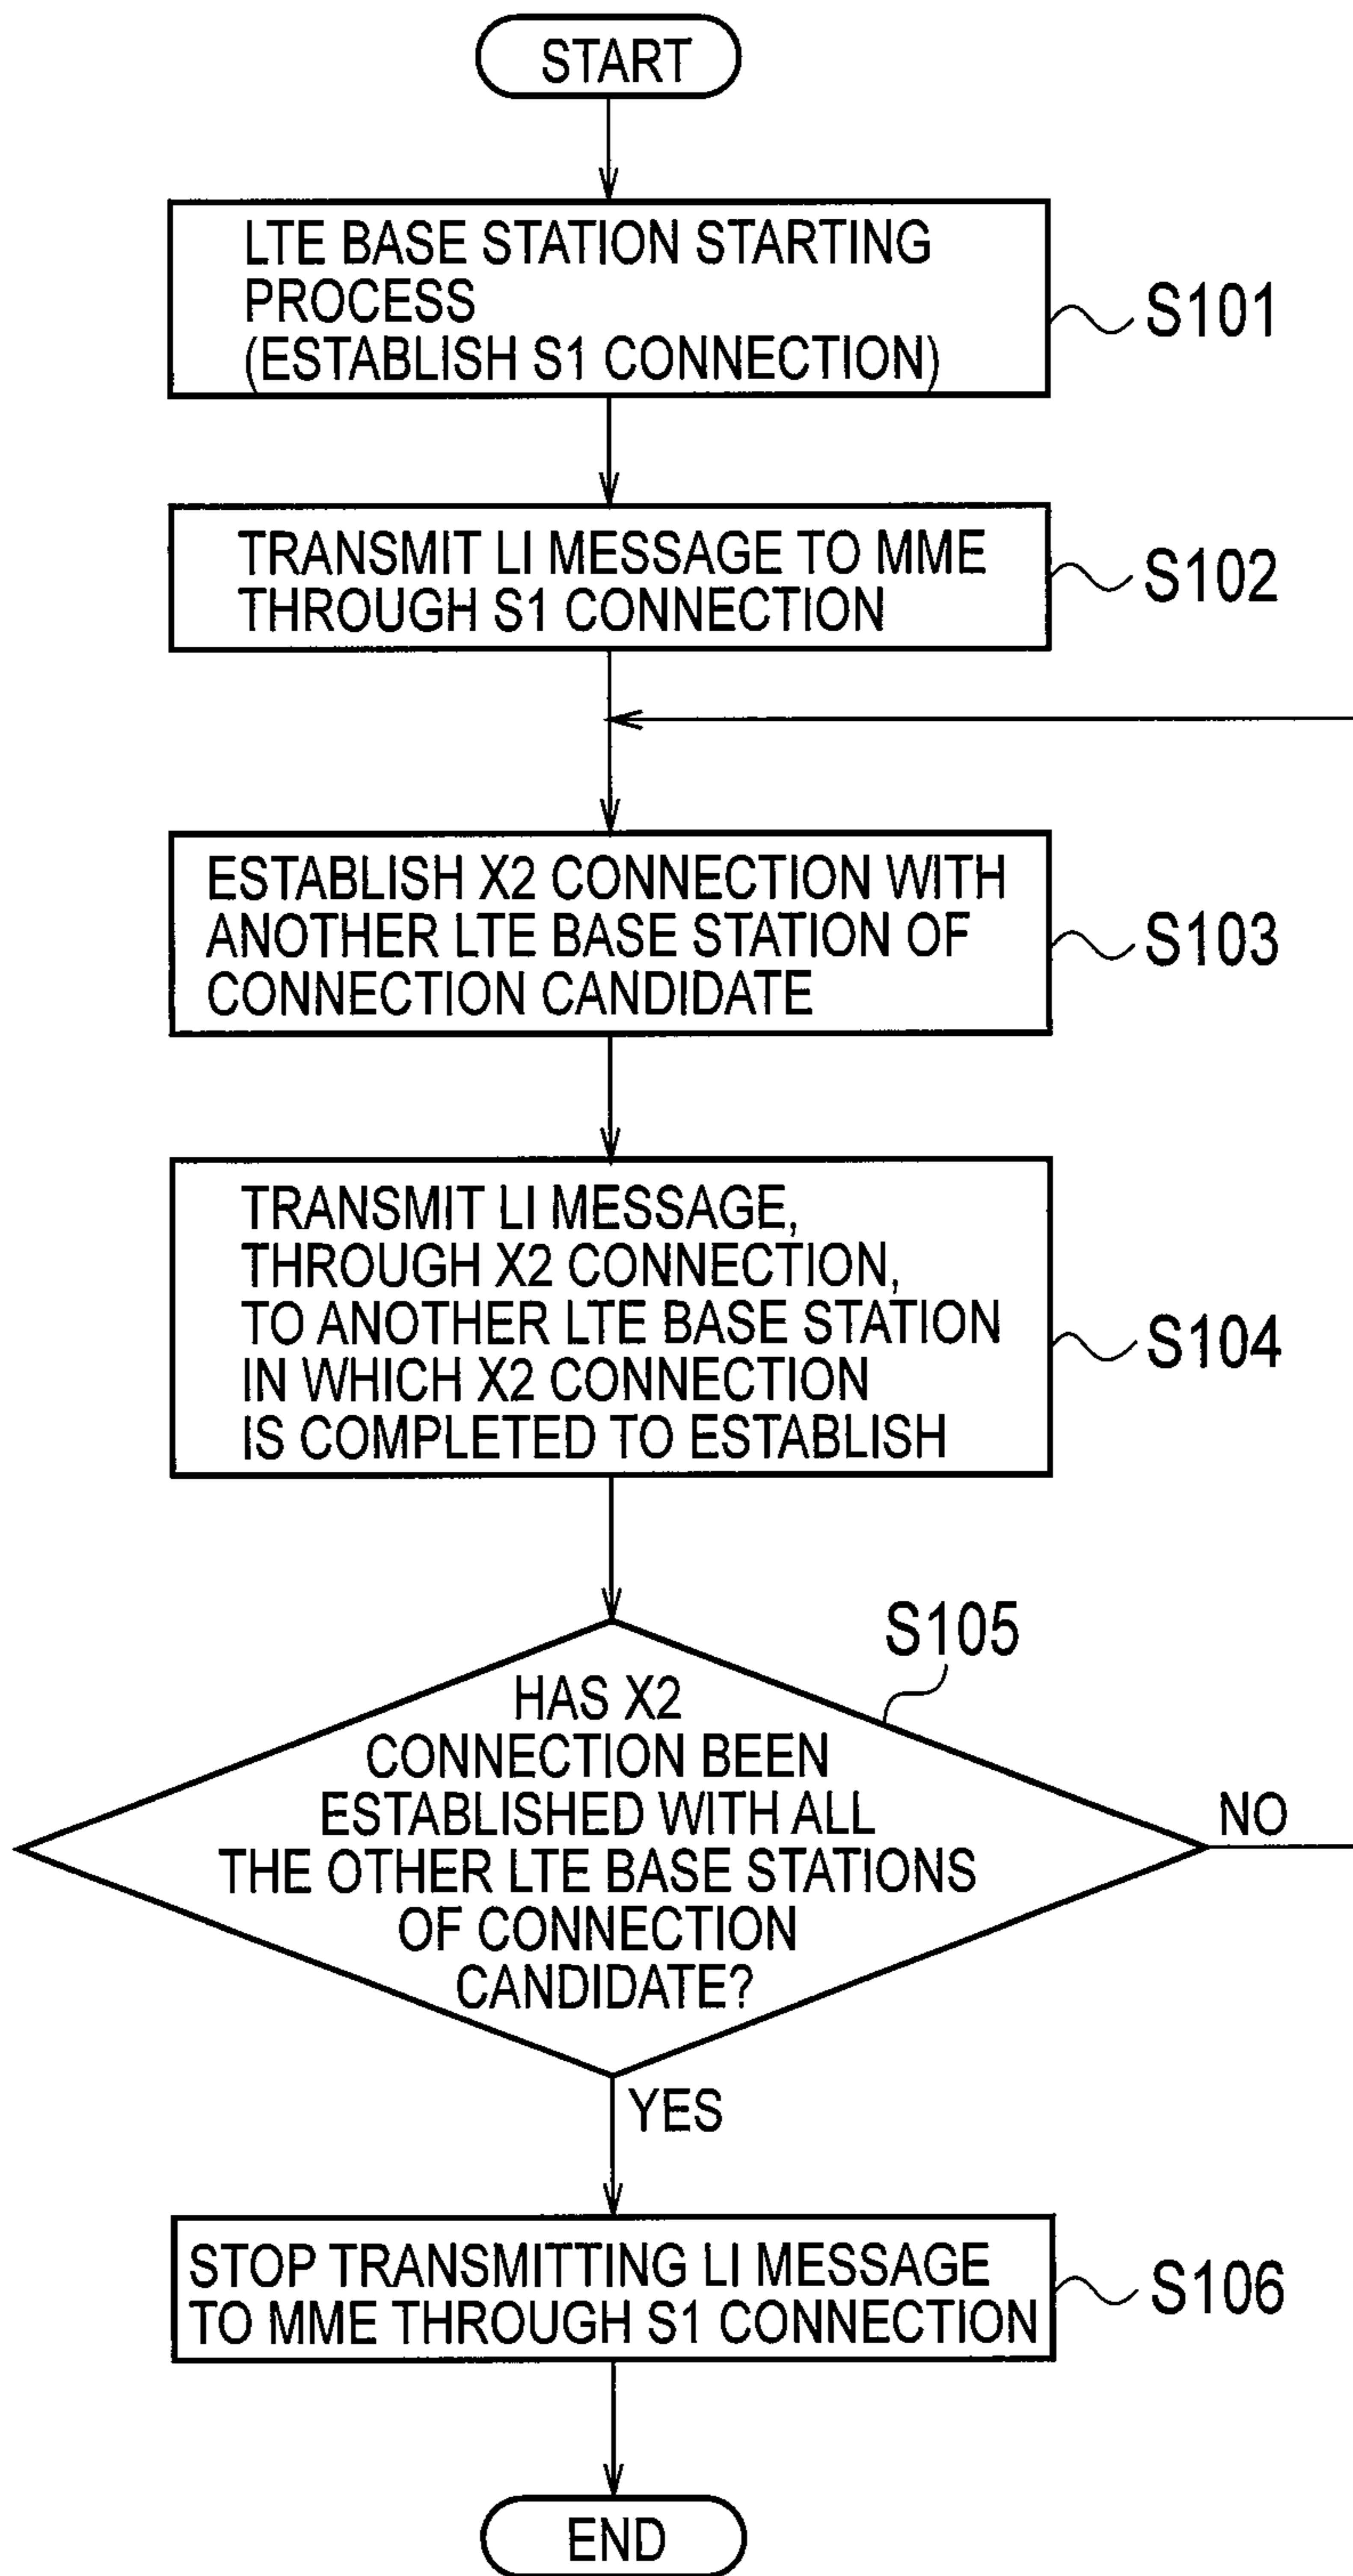 START
LTE BASE STATION STARTING
PROCESS
(ESTABLISH S1 CONNECTION)
S101
TRANSMIT LI MESSAGE TO MME
THROUGH S1 CONNECTION
S102
ESTABLISH X2 CONNECTION WITH
ANOTHER LTE BASE STATION OF
CONNECTION CANDIDATE
S103
TRANSMIT LI MESSAGE,
THROUGH X2 CONNECTION,
TO ANOTHER LTE BASE STATION
IN WHICH X2 CONNECTION
IS COMPLETED TO ESTABLISH
S104
S105
HAS X2
CONNECTION BEEN
ESTABLISHED WITH ALL
THE OTHER LTE BASE STATIONS
OF CONNECTION
CANDIDATE?
NO
YES
STOP TRANSMITTING LI MESSAGE
TO MME THROUGH S1 CONNECTION
S106
END